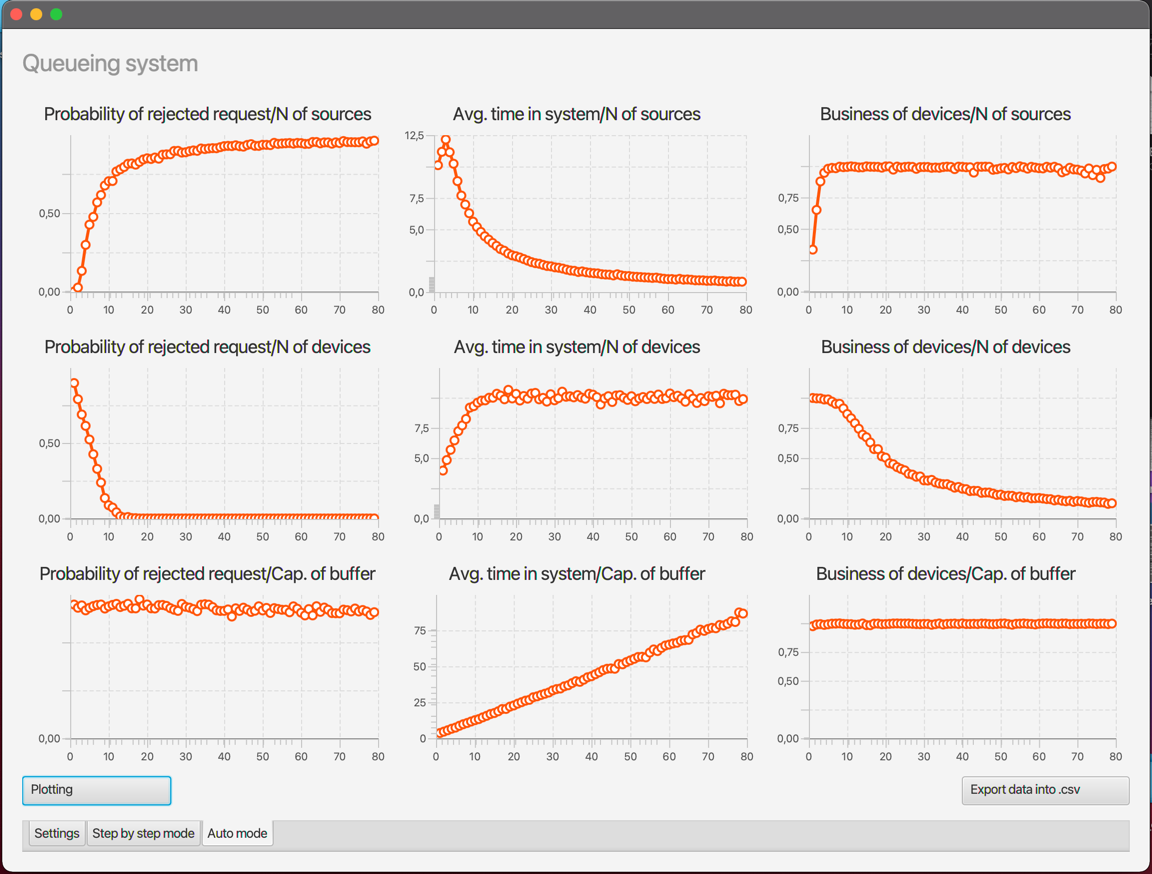 Queueing system
Probability of rejected request/N of sources
0,50
0,00
0 10 20 30 40 50 60 70 80
Avg. time in system/N of sources
12,5
7,5
5,0
0,0
0 10 20 30 40 50 60 70 80
Business of devices/N of sources
0,75
0,50
0,00
0 10 20 30 40 50 60 70 80
Probability of rejected request/N of devices
0,50
0,00
0 10 20 30 40 50 60 70 80
Avg. time in system/N of devices
7,5
5,0
0,0
0 10 20 30 40 50 60 70 80
Business of devices/N of devices
0,75
0,50
0,00
0 10 20 30 40 50 60 70 80
Probability of rejected request/Cap. of buffer
0,00
0 10 20 30 40 50 60 70 80
Avg. time in system/Cap. of buffer
75
50
25
0
0 10 20 30 40 50 60 70 80
Business of devices/Cap. of buffer
0,75
0,50
0,00
0 10 20 30 40 50 60 70 80
Plotting
Export data into .csv
Settings
Step by step mode
Auto mode